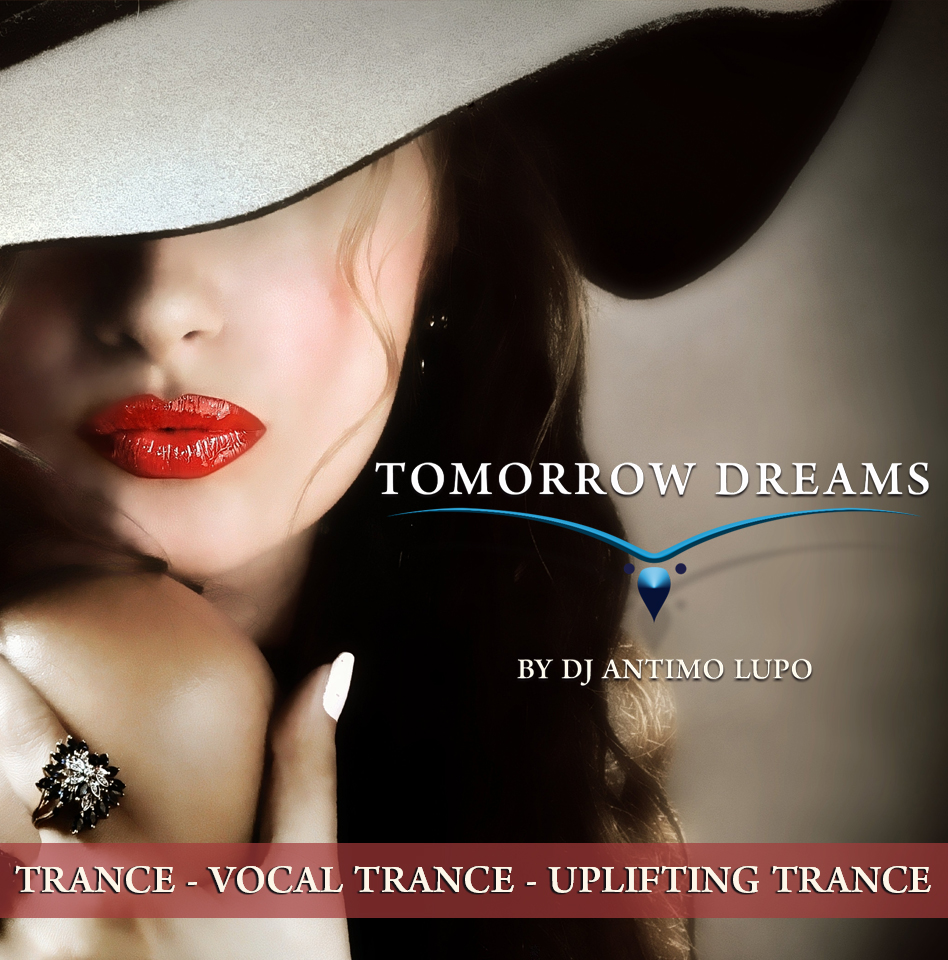 TOMORROW DREAMS
BY DJ ANTIMO LUPO
TRANCE - VOCAL TRANCE - UPLIFTING TRANCE